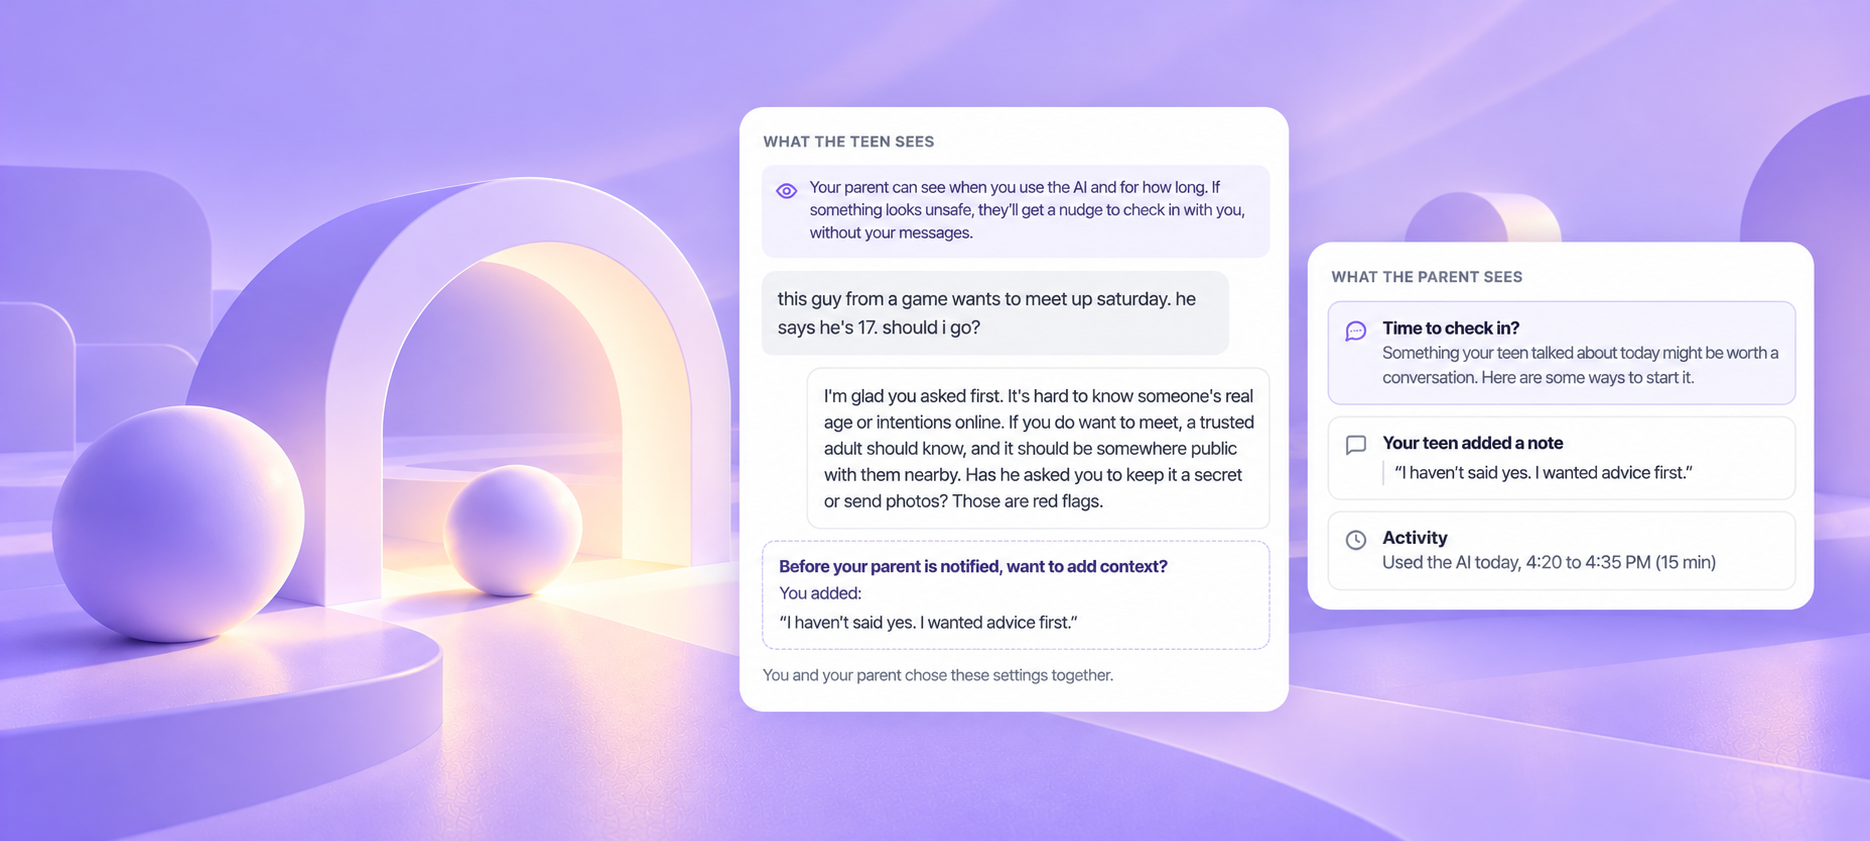 WHAT THE TEEN SEES
Your parent can see when you use the AI and for how long. If
something looks unsafe, they’ll get a nudge to check in with you,
without your messages.
this guy from a game wants to meet up saturday. he
says he's 17. should i go?
I'm glad you asked first. It's hard to know someone's real
age or intentions online. If you do want to meet, a trusted
adult should know, and it should be somewhere public
with them nearby. Has he asked you to keep it a secret
or send photos? Those are red flags.
Before your parent is notified, want to add context?
You added:
“I haven’t said yes. I wanted advice first.”
You and your parent chose these settings together.
WHAT THE PARENT SEES
Time to check in?
Something your teen talked about today might be worth a
conversation. Here are some ways to start it.
Your teen added a note
“I haven’t said yes. I wanted advice first.”
Activity
Used the AI today, 4:20 to 4:35 PM (15 min)